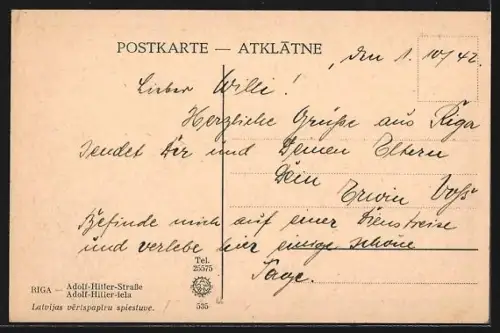 POSTKARTE — ATKLĀTNE
den 1. 10/42
Lieber Willi!
Herzliche Grüße aus Riga
sendet Dir und Deinen Eltern
Dein
Erwin Voß
Befinde mich auf einer Dienstreise
und verlebe hier einige schöne
Tage.
Tel.
25575
535
RIGA — Adolf-Hitler-Straße
Adolf-Hitler-iela
Latvijas vērtspapīru spiestuve.